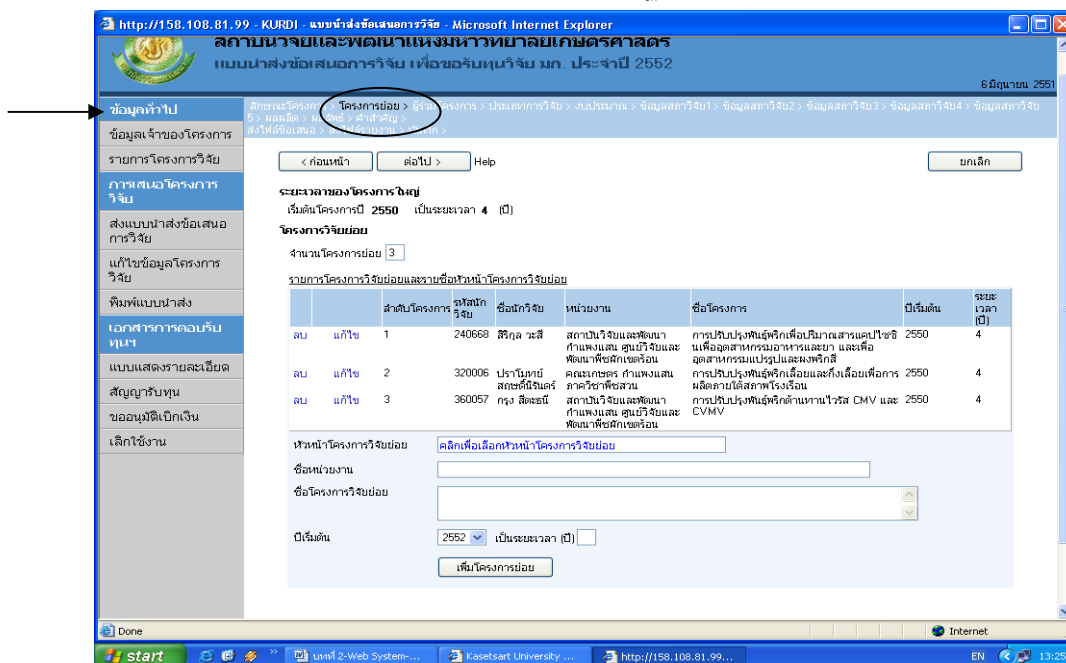 http://158.108.81.99 - KURDI - แบบนำส่งข้อเสนอการวิจัย - Microsoft Internet Explorer
สถาบันวิจัยและพัฒนาแห่งมหาวิทยาลัยเกษตรศาสตร์
แบบนำส่งข้อเสนอการวิจัย เพื่อขอรับทุนวิจัย มก. ประจำปี 2552
6 มิถุนายน 2551
ข้อมูลทั่วไป
ข้อมูลเจ้าของโครงการ
รายการโครงการวิจัย
การเสนอโครงการ
วิจัย
ส่งแบบนำส่งข้อเสนอ
การวิจัย
แก้ไขข้อมูลโครงการ
วิจัย
พิมพ์แบบนำส่ง
เอกสารการตอบรับ
ทุนฯ
แบบแสดงรายละเอียด
สัญญารับทุน
ขออนุมัติเบิกเงิน
เลิกใช้งาน
ลักษณะโครงการ > โครงการย่อย > ผู้ร่วมโครงการ > ประเภทการวิจัย > งบประมาณ > ข้อมูลสภาวิจัย1 > ข้อมูลสภาวิจัย2 > ข้อมูลสภาวิจัย3 > ข้อมูลสภาวิจัย4 > ข้อมูลสภาวิจัย
5 > ผลผลิต > ผลลัพธ์ > คำสำคัญ >
ส่งไฟล์ข้อเสนอ > ส่งไฟล์รายงาน > บันทึก >
< ก่อนหน้า ต่อไป > Help ยกเลิก
ระยะเวลาของโครงการใหญ่
เริ่มต้นโครงการปี 2550 เป็นระยะเวลา 4 (ปี)
โครงการวิจัยย่อย
จำนวนโครงการย่อย 3
รายการโครงการวิจัยย่อยและรายชื่อหัวหน้าโครงการวิจัยย่อย
ลำดับโครงการ รหัสนักวิจัย ชื่อนักวิจัย หน่วยงาน ชื่อโครงการ ปีเริ่มต้น ระยะเวลา (ปี)
ลบ แก้ไข 1 240668 สิริกุล วะสี สถาบันวิจัยและพัฒนา การปรับปรุงพันธุ์พริกเพื่อปริมาณสารแคปไซซิ 2550 4
กำแพงแสน ศูนย์วิจัยและ นเพื่ออุตสาหกรรมอาหารและยา และเพื่อ
พัฒนาพืชผักเขตร้อน อุตสาหกรรมแปรรูปและผงพริกสี
ลบ แก้ไข 2 320006 ปราโมทย์ คณะเกษตร กำแพงแสน การปรับปรุงพันธุ์พริกเลื้อยและกึ่งเลื้อยเพื่อการ 2550 4
สฤษดิ์นิรันดร์ ภาควิชาพืชสวน ผลิตภายใต้สภาพโรงเรือน
ลบ แก้ไข 3 360057 กรุง สีตะธนี สถาบันวิจัยและพัฒนา การปรับปรุงพันธุ์พริกต้านทานไวรัส CMV และ 2550 4
กำแพงแสน ศูนย์วิจัยและ CVMV
พัฒนาพืชผักเขตร้อน
หัวหน้าโครงการวิจัยย่อย คลิกเพื่อเลือกหัวหน้าโครงการวิจัยย่อย
ชื่อหน่วยงาน
ชื่อโครงการวิจัยย่อย
ปีเริ่มต้น 2552 เป็นระยะเวลา (ปี)
เพิ่มโครงการย่อย
Done Internet
start บทที่ 2-Web System-... Kasetsart University ... http://158.108.81.99... EN 13:25